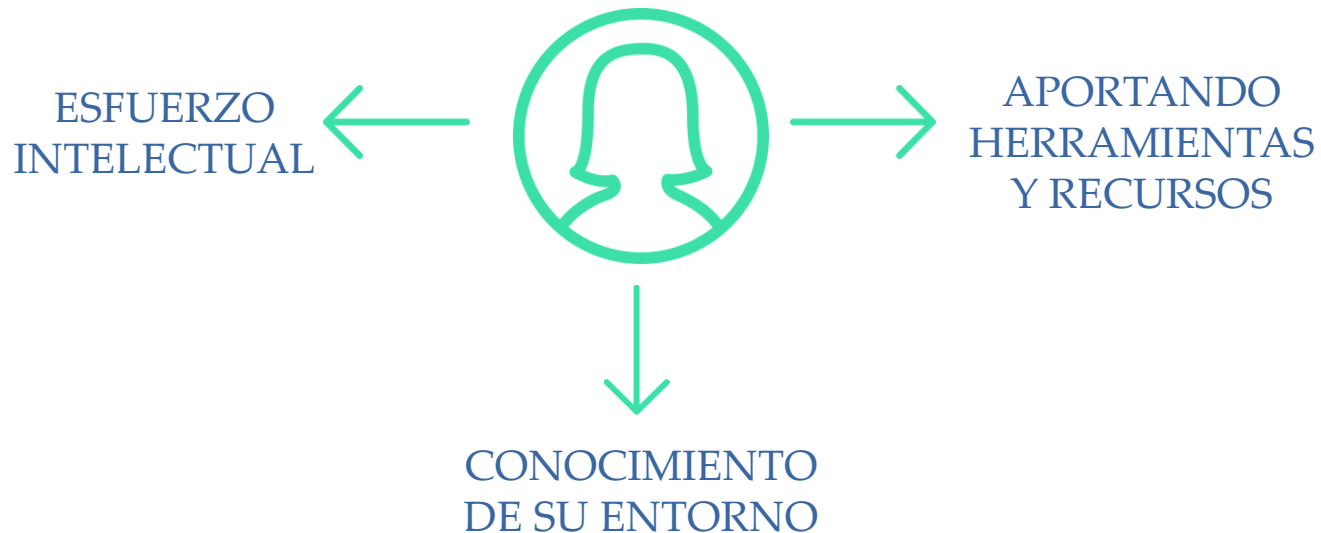 ESFUERZO
INTELECTUAL
APORTANDO
HERRAMIENTAS
Y RECURSOS
CONOCIMIENTO
DE SU ENTORNO